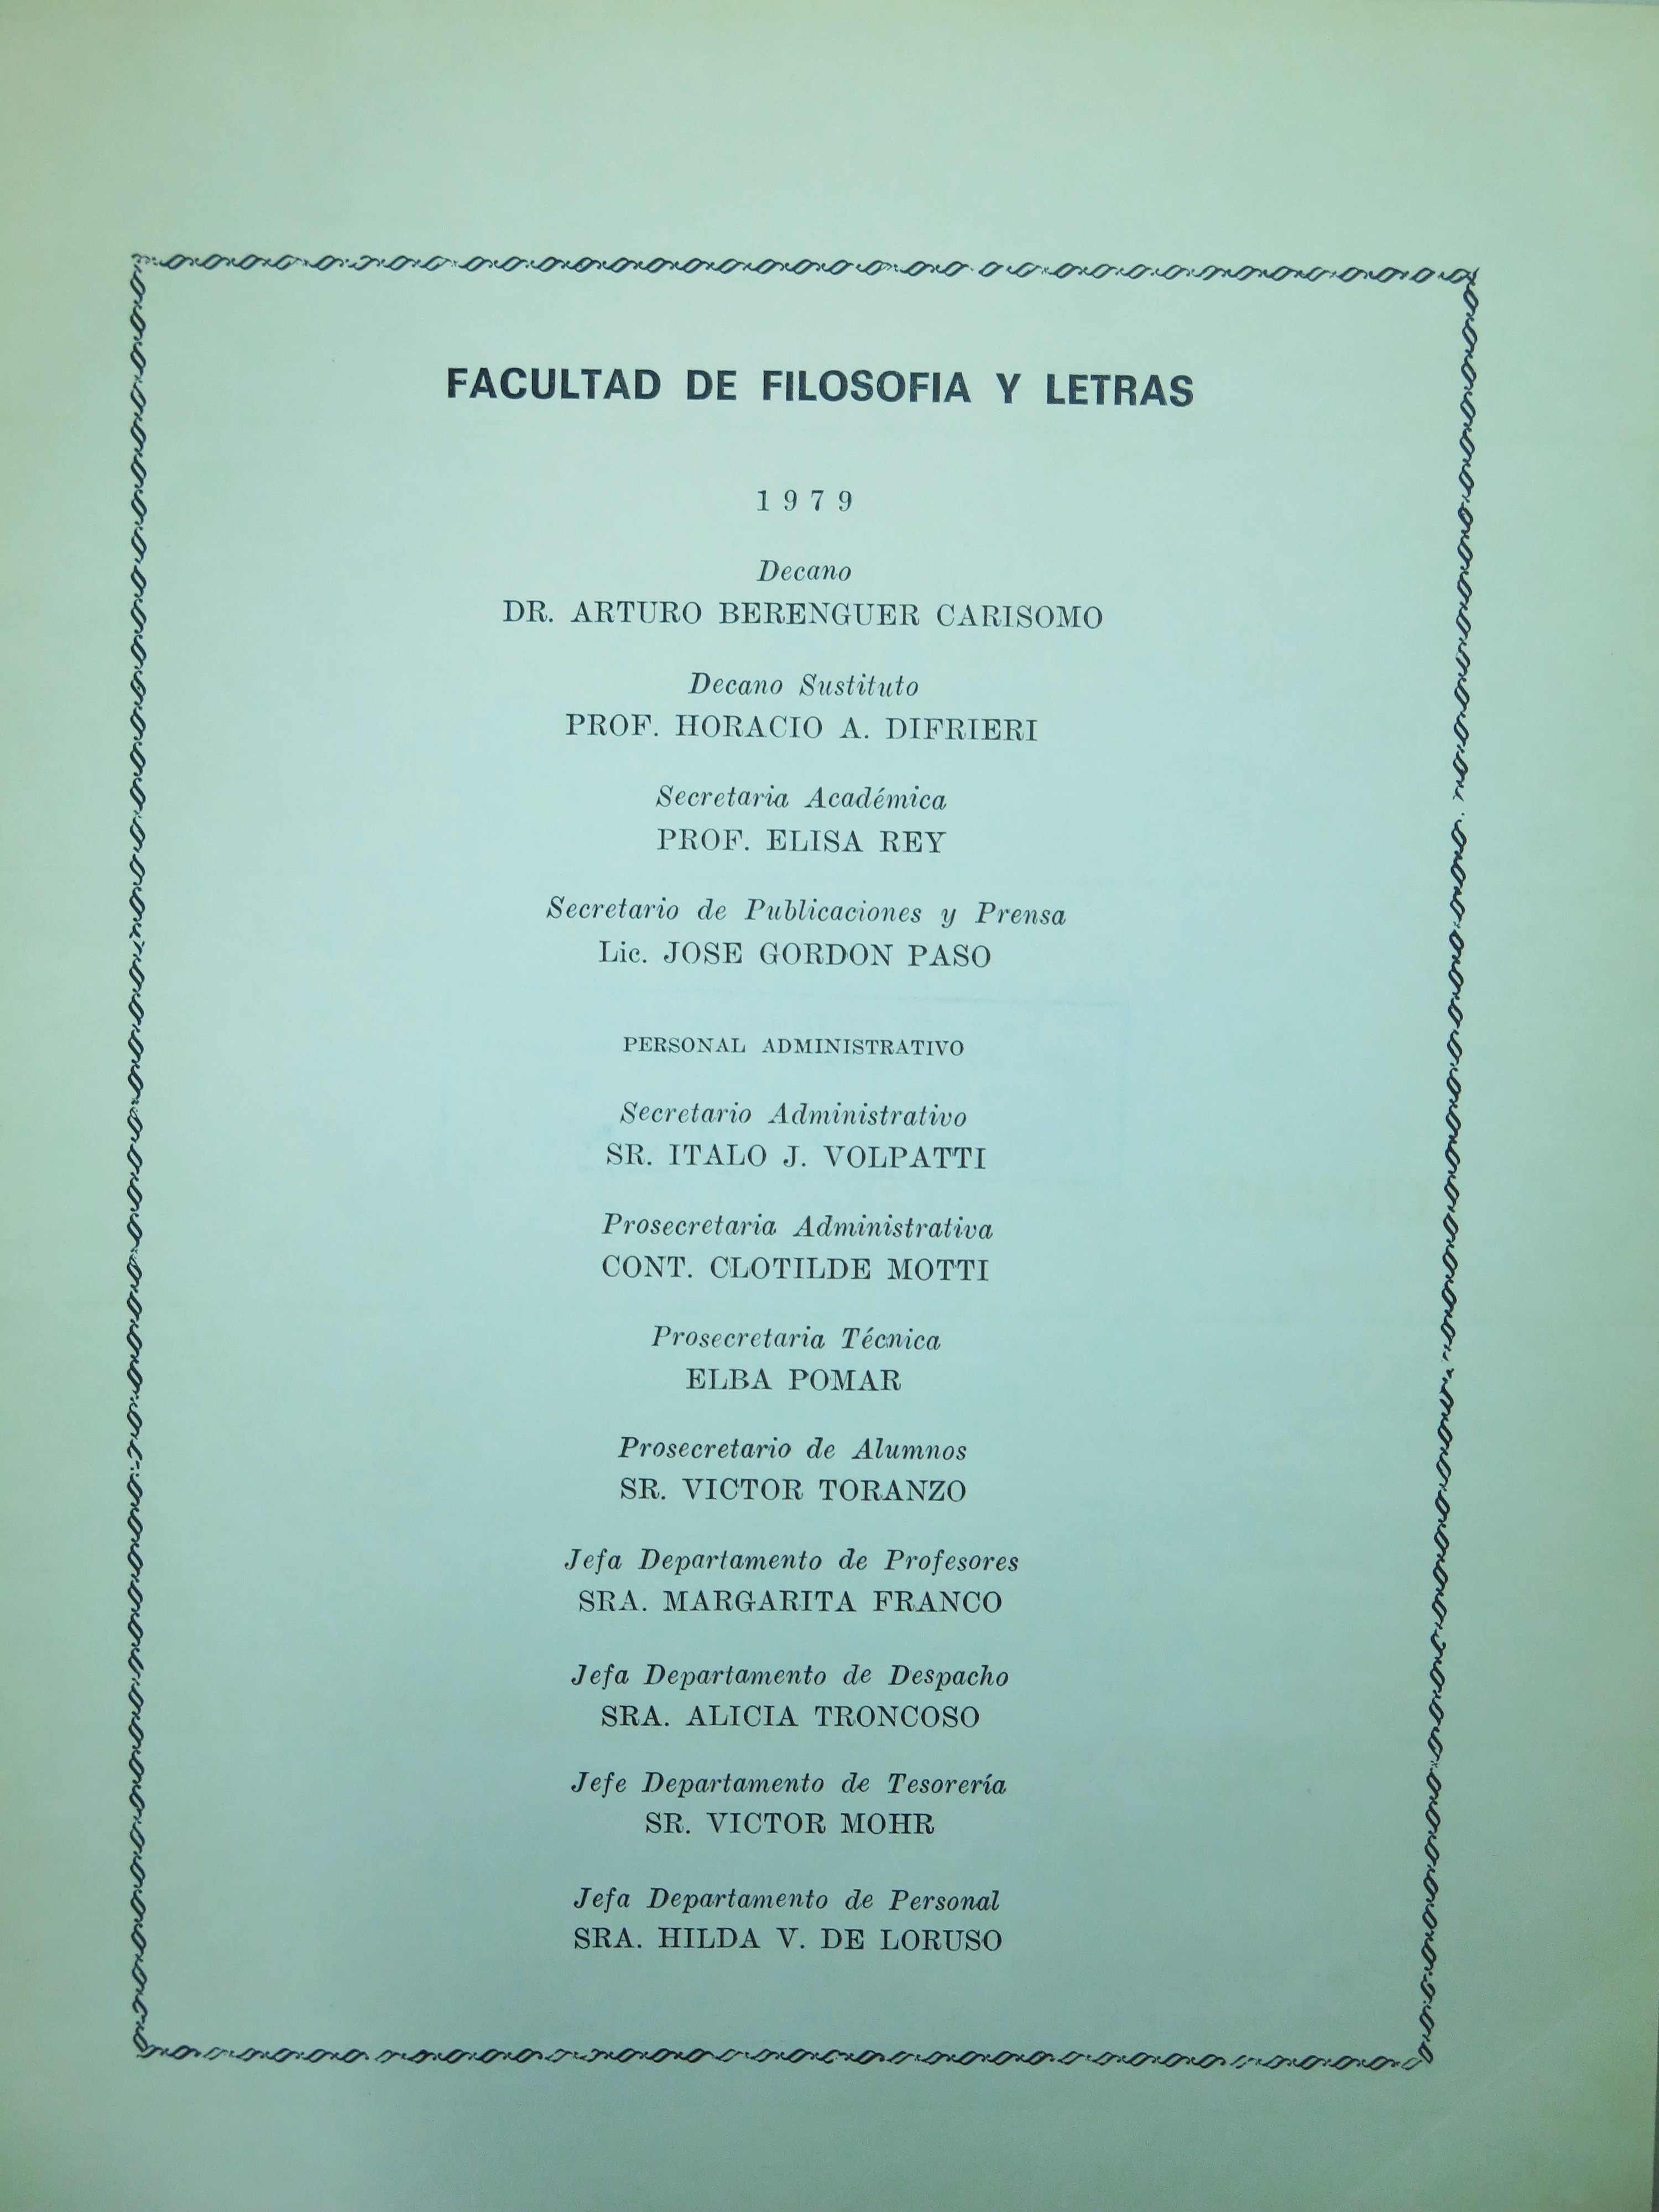 FACULTAD DE FILOSOFIA Y LETRAS
1979
Decano
DR. ARTURO BERENGUER CARISOMO
Decano Sustituto
PROF. HORACIO A. DIFRIERI
Secretaria Académica
PROF. ELISA REY
Secretario de Publicaciones y Prensa
Lic. JOSE GORDON PASO
PERSONAL ADMINISTRATIVO
Secretario Administrativo
SR. ITALO J. VOLPATTI
Prosecretaria Administrativa
CONT. CLOTILDE MOTTI
Prosecretaria Técnica
ELBA POMAR
Prosecretario de Alumnos
SR. VICTOR TORANZO
Jefa Departamento de Profesores
SRA. MARGARITA FRANCO
Jefa Departamento de Despacho
SRA. ALICIA TRONCOSO
Jefe Departamento de Tesorería
SR. VICTOR MOHR
Jefa Departamento de Personal
SRA. HILDA V. DE LORUSO